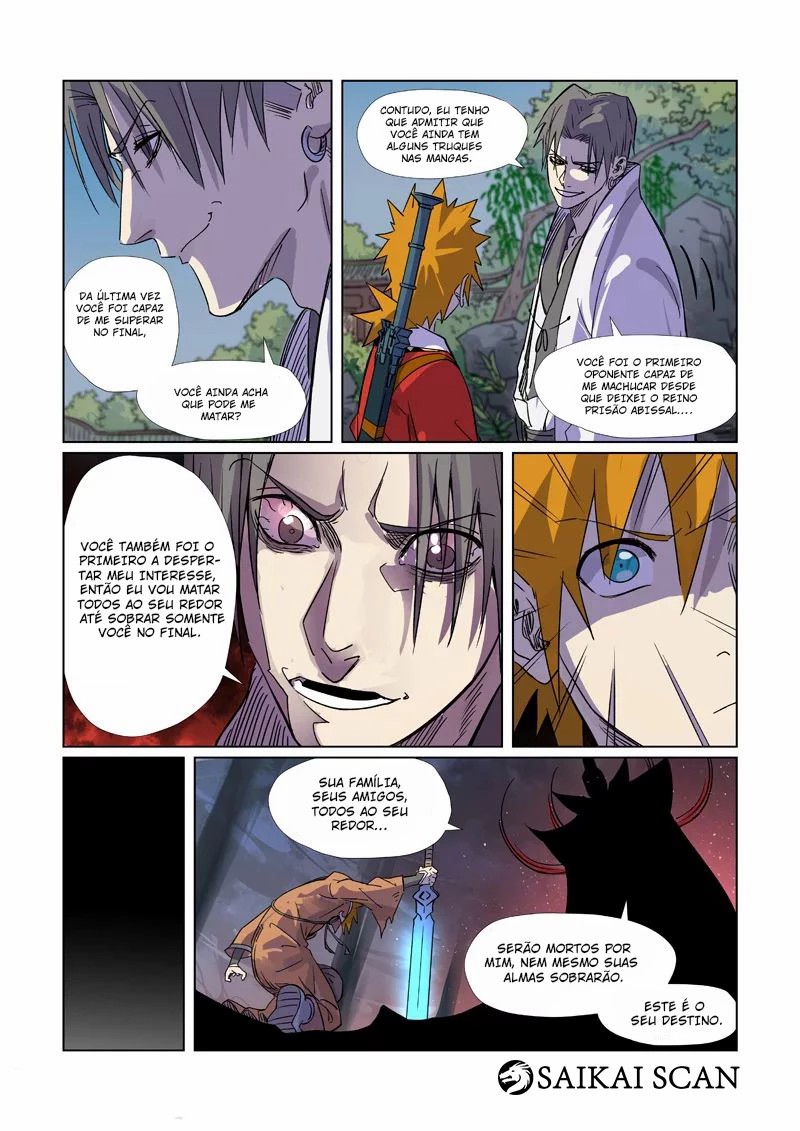 DA ÚLTIMA VEZ
VOCÊ FOI CAPAZ
DE ME SUPERAR
NO FINAL,
VOCÊ AINDA ACHA
QUE PODE ME
MATAR?
CONTUDO, EU TENHO
QUE ADMITIR QUE
VOCÊ AINDA TEM
ALGUNS TRUQUES
NAS MANGAS.
VOCÊ FOI O PRIMEIRO
OPONENTE CAPAZ DE
ME MACHUCAR DESDE
QUE DEIXEI O REINO
PRISÃO ABISSAL....
VOCÊ TAMBÉM FOI O
PRIMEIRO A DESPER-
TAR MEU INTERESSE,
ENTÃO EU VOU MATAR
TODOS AO SEU REDOR
ATÉ SOBRAR SOMENTE
VOCÊ NO FINAL.
SUA FAMÍLIA,
SEUS AMIGOS,
TODOS AO SEU
REDOR...
SERÃO MORTOS POR
MIM, NEM MESMO SUAS
ALMAS SOBRARÃO.
ESTE É O
SEU DESTINO.
SAIKAI SCAN